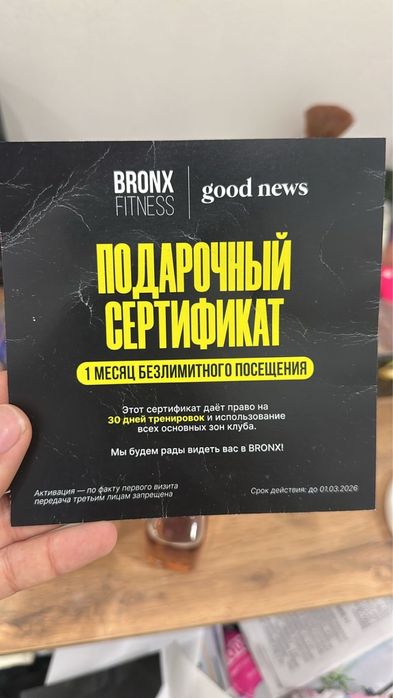 BRONX
FITNESS
good news
ПОДАРОЧНЫЙ
СЕРТИФИКАТ
1 МЕСЯЦ БЕЗЛИМИТНОГО ПОСЕЩЕНИЯ
Этот сертификат даёт право на
30 дней тренировок и использование
всех основных зон клуба.
Мы будем рады видеть вас в BRONX!
Активация — по факту первого визита
передача третьим лицам запрещена
Срок действия: до 01.03.2026